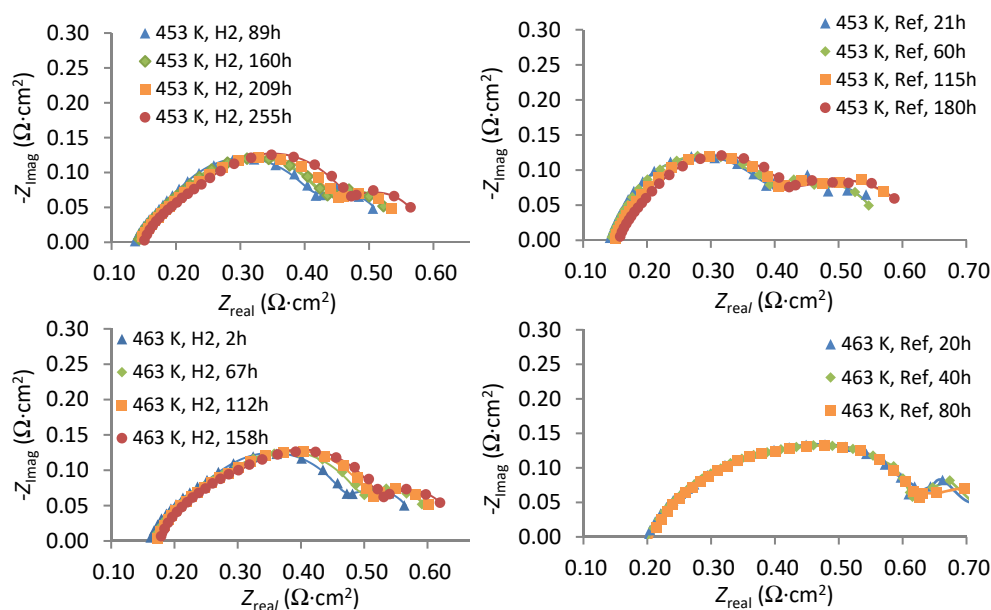 0.30
0.25
0.20
0.15
0.10
0.05
0.00
-ZImag (Ω·cm²)
453 K, H2, 89h
453 K, H2, 160h
453 K, H2, 209h
453 K, H2, 255h
0.10 0.20 0.30 0.40 0.50 0.60
Zreal (Ω·cm²)
0.30
0.25
0.20
0.15
0.10
0.05
0.00
-ZImag (Ω·cm²)
453 K, Ref, 21h
453 K, Ref, 60h
453 K, Ref, 115h
453 K, Ref, 180h
0.10 0.20 0.30 0.40 0.50 0.60 0.70
Zreal (Ω·cm²)
0.30
0.25
0.20
0.15
0.10
0.05
0.00
-ZImag (Ω·cm²)
463 K, H2, 2h
463 K, H2, 67h
463 K, H2, 112h
463 K, H2, 158h
0.10 0.20 0.30 0.40 0.50 0.60
Zreal (Ω·cm²)
0.30
0.25
0.20
0.15
0.10
0.05
0.00
-ZImag (Ω·cm²)
463 K, Ref, 20h
463 K, Ref, 40h
463 K, Ref, 80h
0.10 0.20 0.30 0.40 0.50 0.60 0.70
Zreal (Ω·cm²)